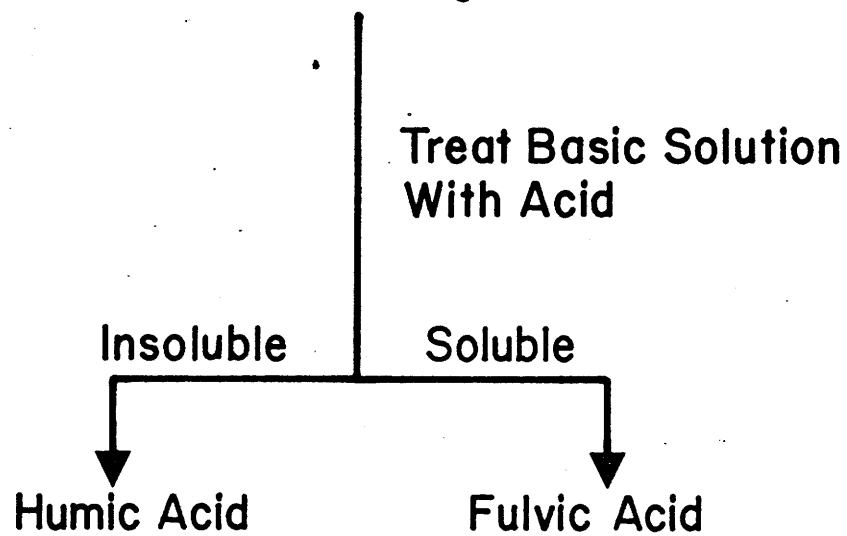 Treat Basic Solution
With Acid
Insoluble
Soluble
Humic Acid
Fulvic Acid